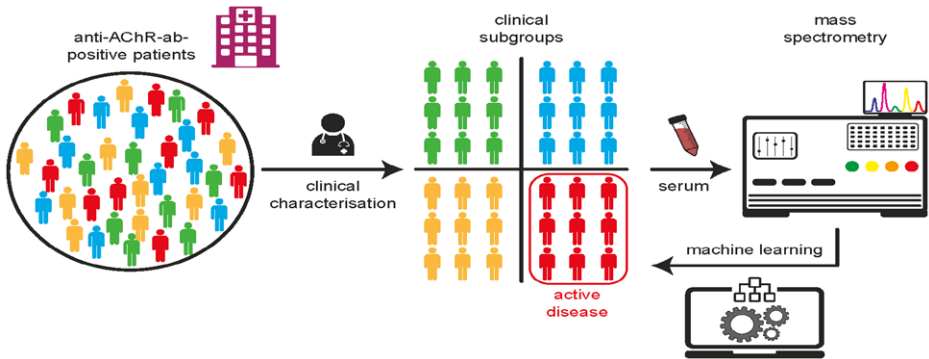 anti-AChR-ab-
positive patients
clinical
characterisation
clinical
subgroups
active
disease
serum
mass
spectrometry
machine learning